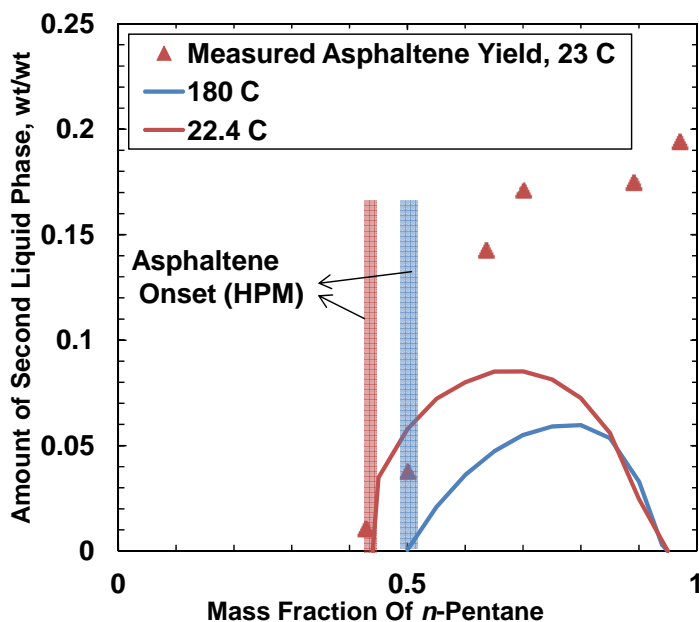 0.25
0.2
0.15
0.1
0.05
0
Amount of Second Liquid Phase, wt/wt
Measured Asphaltene Yield, 23 C
180 C
22.4 C
Asphaltene
Onset (HPM)
0
0.5
1
Mass Fraction Of n-Pentane